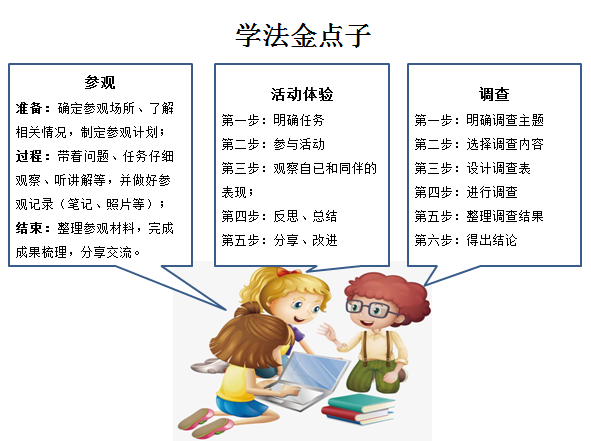 学法金点子
参观
准备：确定参观场所、了解
相关情况，制定参观计划；
过程：带着问题、任务仔细
观察、听讲解等，并做好参
观记录（笔记、照片等）；
结束：整理参观材料，完成
成果梳理，分享交流。
活动体验
第一步：明确任务
第二步：参与活动
第三步：观察自已和同伴的
表现；
第四步：反思、总结
第五步：分享、改进
调查
第一步：明确调查主题
第二步：选择调查内容
第三步：设计调查表
第四步：进行调查
第五步：整理调查结果
第六步：得出结论